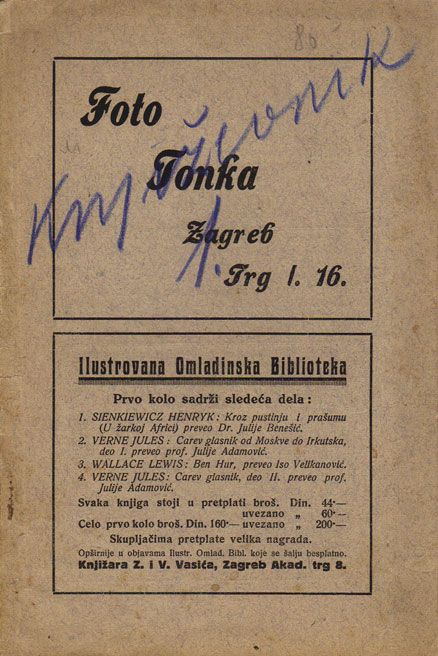 80
Foto
Tonka
Zagreb
Trg I. 16.
Književnik
1.
Ilustrovana Omladinska Biblioteka
Prvo kolo sadrži sledeća dela:
1. SIENKIEWICZ HENRYK: Kroz pustinju i prašumu
(U žarkoj Africi) preveo Dr. Julije Benešić.
2. VERNE JULES: Carev glasnik od Moskve do Irkutska,
deo I. preveo prof. Julije Adamović.
3. WALLACE LEWIS: Ben Hur, preveo Iso Velikanović.
4. VERNE JULES: Carev glasnik, deo II. preveo prof.
Julije Adamović.
Svaka knjiga stoji u pretplati broš. Din. 44·—
uvezano „ 60·—
Celo prvo kolo broš. Din. 160·— uvezano „ 200·—
Skupljačima pretplate velika nagrada.
Opširnije u objavama Ilustr. Omlad. Bibl. koje se šalju besplatno.
Knjižara Z. i V. Vasića, Zagreb Akad. trg 8.